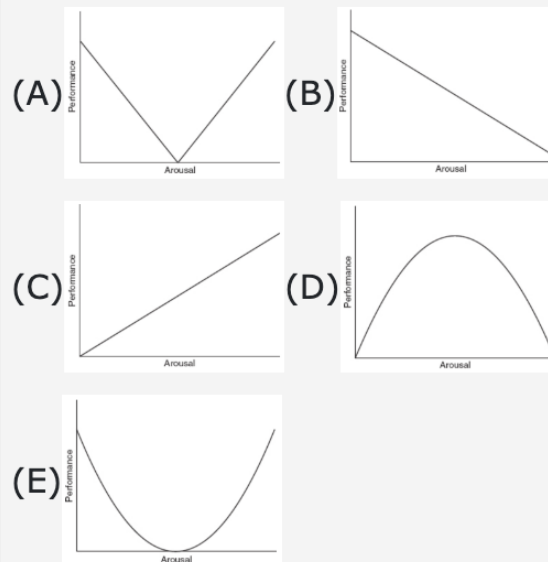 (A)
Performance
Arousal
(B)
Performance
Arousal
(C)
Performance
Arousal
(D)
Performance
Arousal
(E)
Performance
Arousal